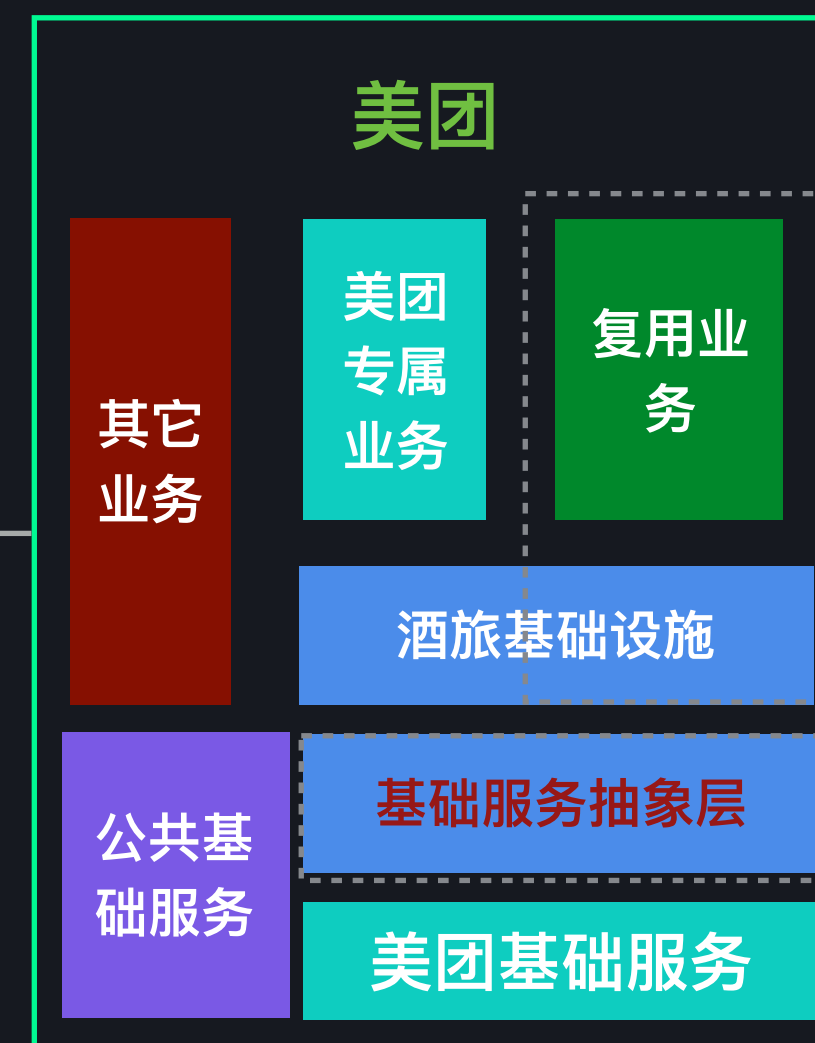 美团
其它
业务
美团
专属
业务
复用业
务
酒旅基础设施
公共基
础服务
基础服务抽象层
美团基础服务